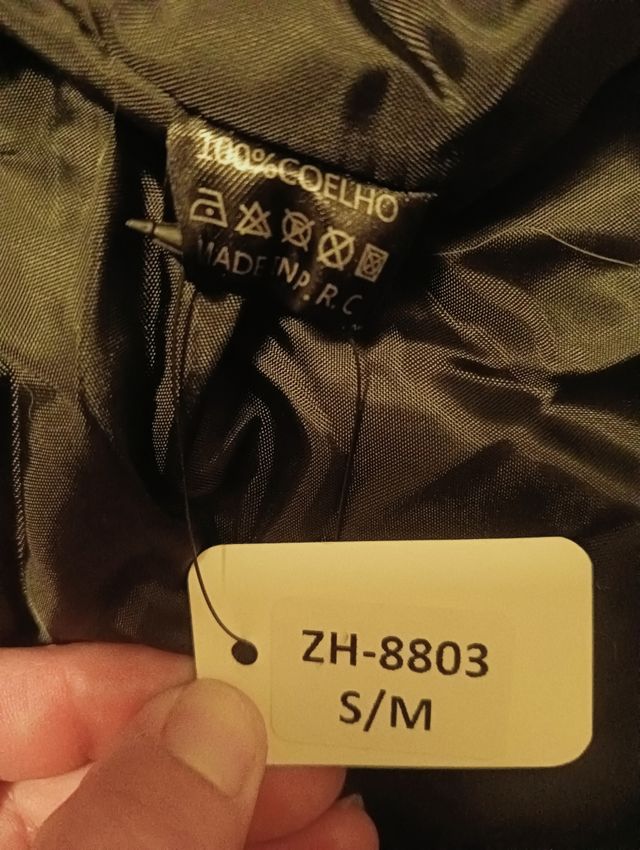 100%COELHO
MADE IN P. R. C
ZH-8803
S/M